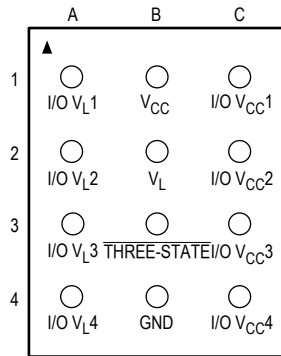 A B C
1
I/O VL1 VCC I/O VCC1
2
I/O VL2 VL I/O VCC2
3
I/O VL3 THREE-STATE I/O VCC3
4
I/O VL4 GND I/O VCC4